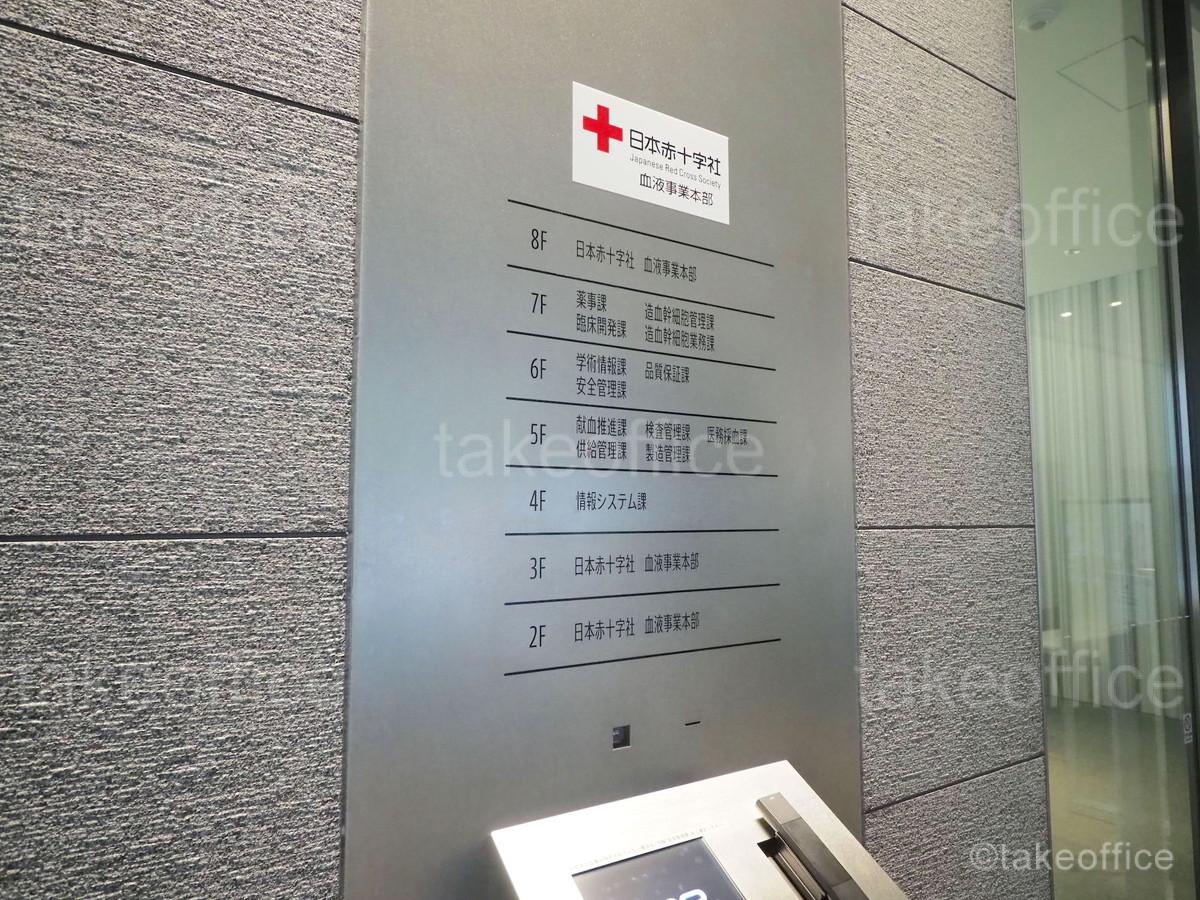 日本赤十字社
Japanese Red Cross Society
血液事業本部
8F 日本赤十字社 血液事業本部
7F 薬事課 造血幹細胞管理課
臨床開発課 造血幹細胞業務課
6F 学術情報課 品質保証課
安全管理課
5F 献血推進課 検査管理課 医務採血課
供給管理課 製造管理課
4F 情報システム課
3F 日本赤十字社 血液事業本部
2F 日本赤十字社 血液事業本部
takeoffice
takeoffice
takeoffice
takeoffice
takeoffice
©takeoffice